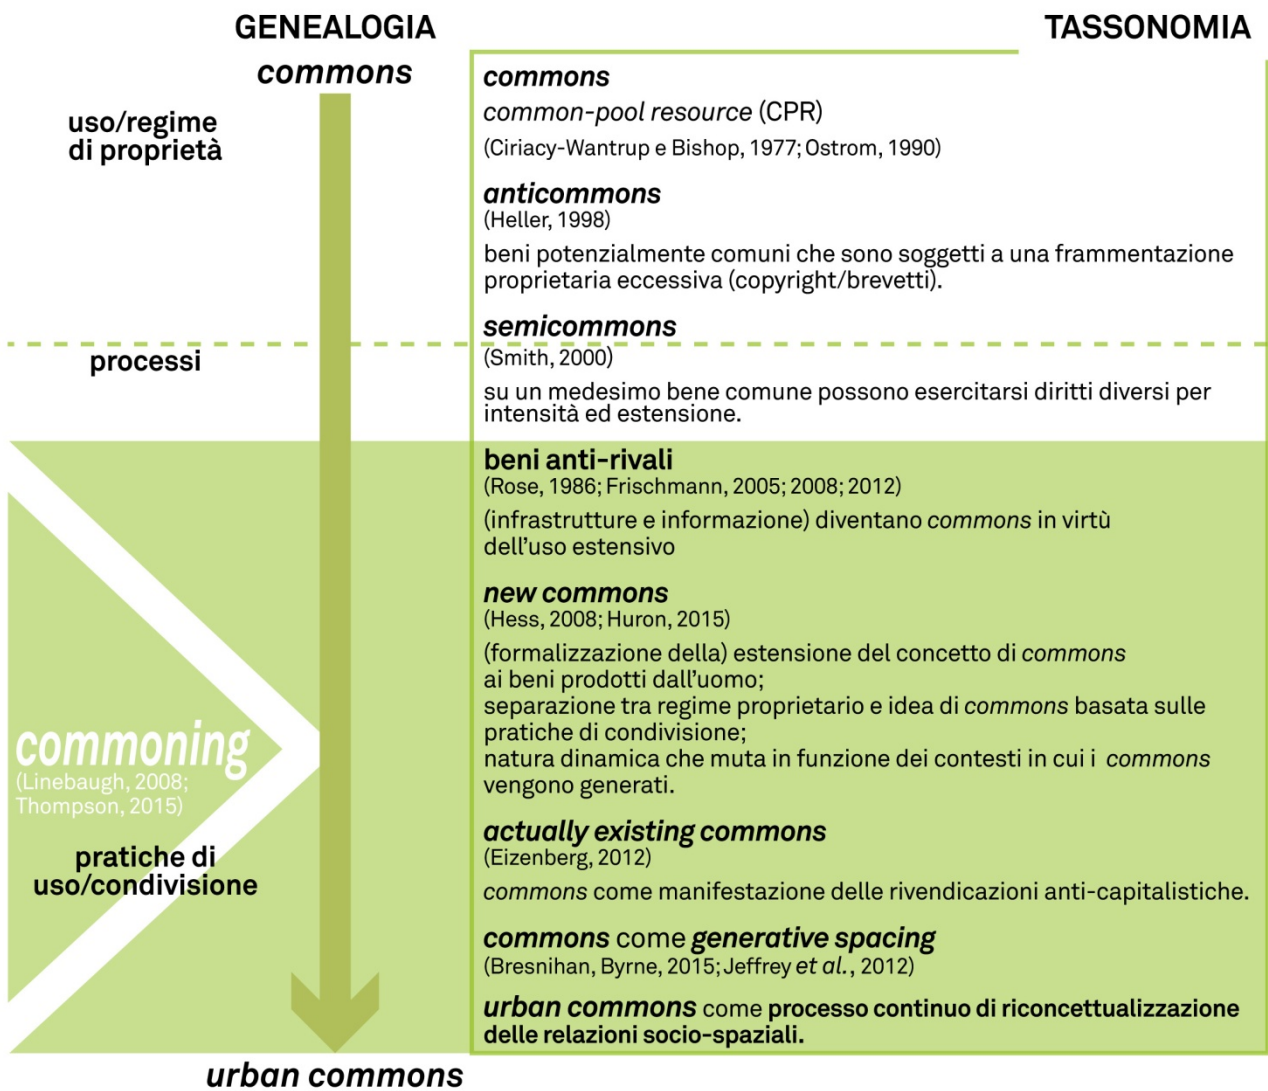 GENEALOGIA
commons
uso/regime
di proprietà
processi
commoning
(Linebaugh, 2008;
Thompson, 2015)
pratiche di
uso/condivisione
urban commons
TASSONOMIA
commons
common-pool resource (CPR)
(Ciriacy-Wantrup e Bishop, 1977; Ostrom, 1990)
anticommons
(Heller, 1998)
beni potenzialmente comuni che sono soggetti a una frammentazione
proprietaria eccessiva (copyright/brevetti).
semicommons
(Smith, 2000)
su un medesimo bene comune possono esercitarsi diritti diversi per
intensità ed estensione.
beni anti-rivali
(Rose, 1986; Frischmann, 2005; 2008; 2012)
(infrastrutture e informazione) diventano commons in virtù
dell'uso estensivo
new commons
(Hess, 2008; Huron, 2015)
(formalizzazione della) estensione del concetto di commons
ai beni prodotti dall'uomo;
separazione tra regime proprietario e idea di commons basata sulle
pratiche di condivisione;
natura dinamica che muta in funzione dei contesti in cui i commons
vengono generati.
actually existing commons
(Eizenberg, 2012)
commons come manifestazione delle rivendicazioni anti-capitalistiche.
commons come generative spacing
(Bresnihan, Byrne, 2015; Jeffrey et al., 2012)
urban commons come processo continuo di riconcettualizzazione
delle relazioni socio-spaziali.